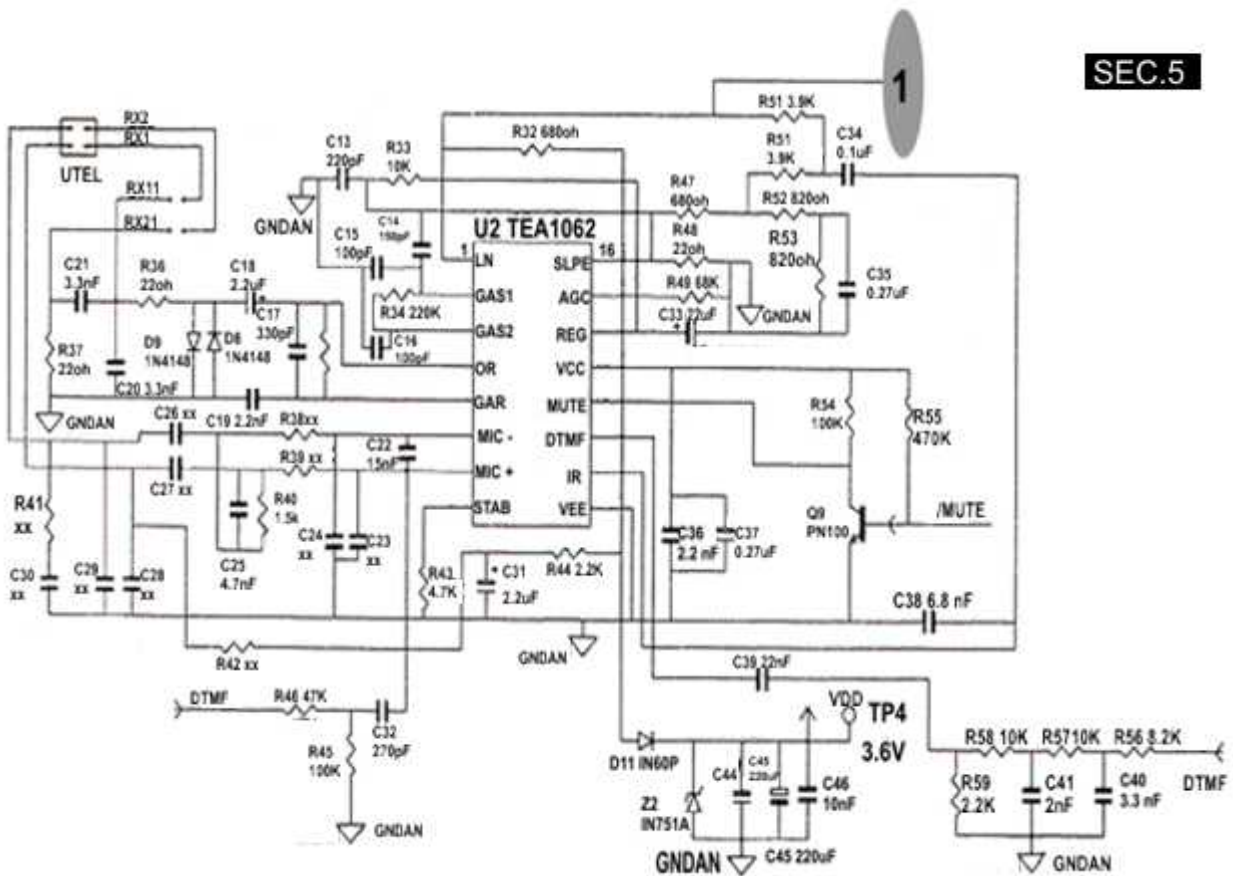 SEC.5
1
R51 3.9K
RX2
RX1
UTEL
RX11
RX21
C13
220pF
R33
10K
R32 680oh
R51
3.9K
C34
0.1uF
R47
680oh
R52 820oh
GNDAN
C14
C15
100pF
U2 TEA1062
1
16
R48
22oh
R53
820oh
C21
3.3nF
R36
22oh
C18
2.2uF
LN
SLPE
R49 68K
C35
0.27uF
GAS1
AGC
GNDAN
R34 220K
C33 22uF
C17
330pF
GAS2
REG
R37
22oh
D9
1N4148
D6
1N4148
C16
100pF
OR
VCC
C20 3.3nF
GAR
MUTE
R54
100K
R55
470K
GNDAN
C26 xx
C19 2.2nF
R38xx
MIC -
DTMF
C22
15nF
R39 xx
C27 xx
MIC +
IR
R41
xx
R40
1.5k
STAB
VEE
Q9
PN100
/MUTE
C24
xx
C23
xx
C36
2.2 nF
C37
0.27uF
C30
xx
C29
xx
C28
xx
C25
4.7nF
R43
4.7K
C31
2.2uF
R44 2.2K
C38 6.8 nF
R42 xx
GNDAN
C39 22nF
DTMF
R46 47K
C32
270pF
VDD
TP4
3.6V
R45
100K
D11 IN60P
C44
C45
220uF
C46
10nF
R58 10K
R57 10K
R56 8.2K
R59
2.2K
C41
2nF
C40
3.3 nF
DTMF
Z2
IN751A
GNDAN
GNDAN
C45 220uF
GNDAN